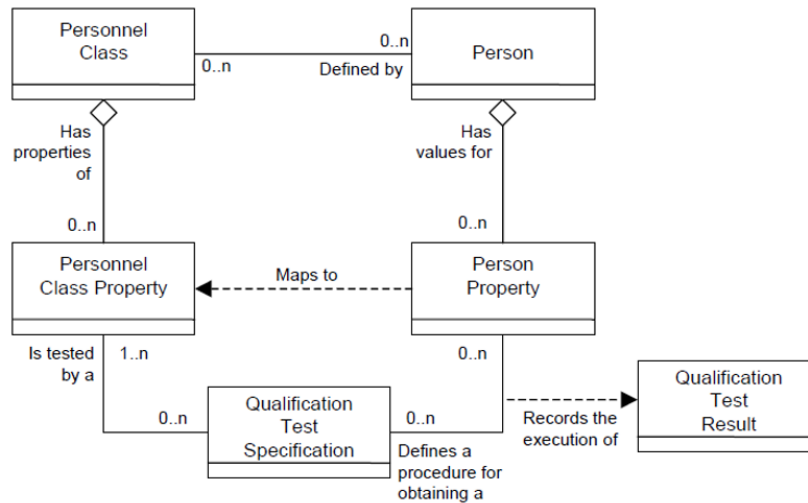 Personnel
Class
0..n
0..n
Defined by
Person
Has
properties
of
Has
values for
0..n
0..n
Personnel
Class Property
Maps to
Person
Property
Is tested
by a
1..n
0..n
0..n
Qualification
Test
Specification
0..n
Defines a
procedure for
obtaining a
Records the
execution of
Qualification
Test
Result